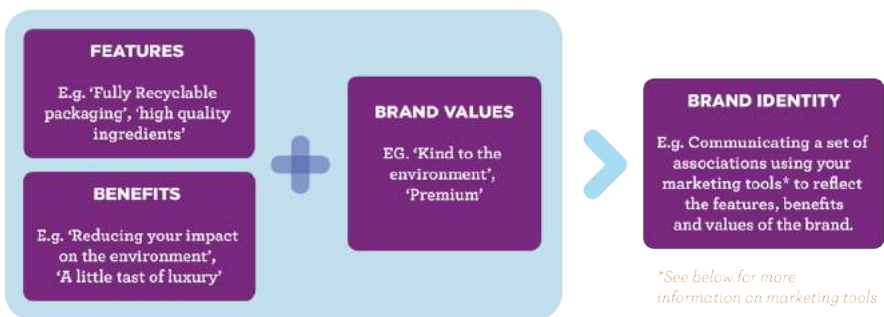 FEATURES
E.g. ‘Fully Recyclable
packaging’, ‘high quality
ingredients’
BENEFITS
E.g. ‘Reducing your impact
on the environment’,
‘A little tast of luxury’
BRAND VALUES
EG. ‘Kind to the
environment’,
‘Premium’
BRAND IDENTITY
E.g. Communicating a set of
associations using your
marketing tools* to reflect
the features, benefits
and values of the brand.
*See below for more
information on marketing tools